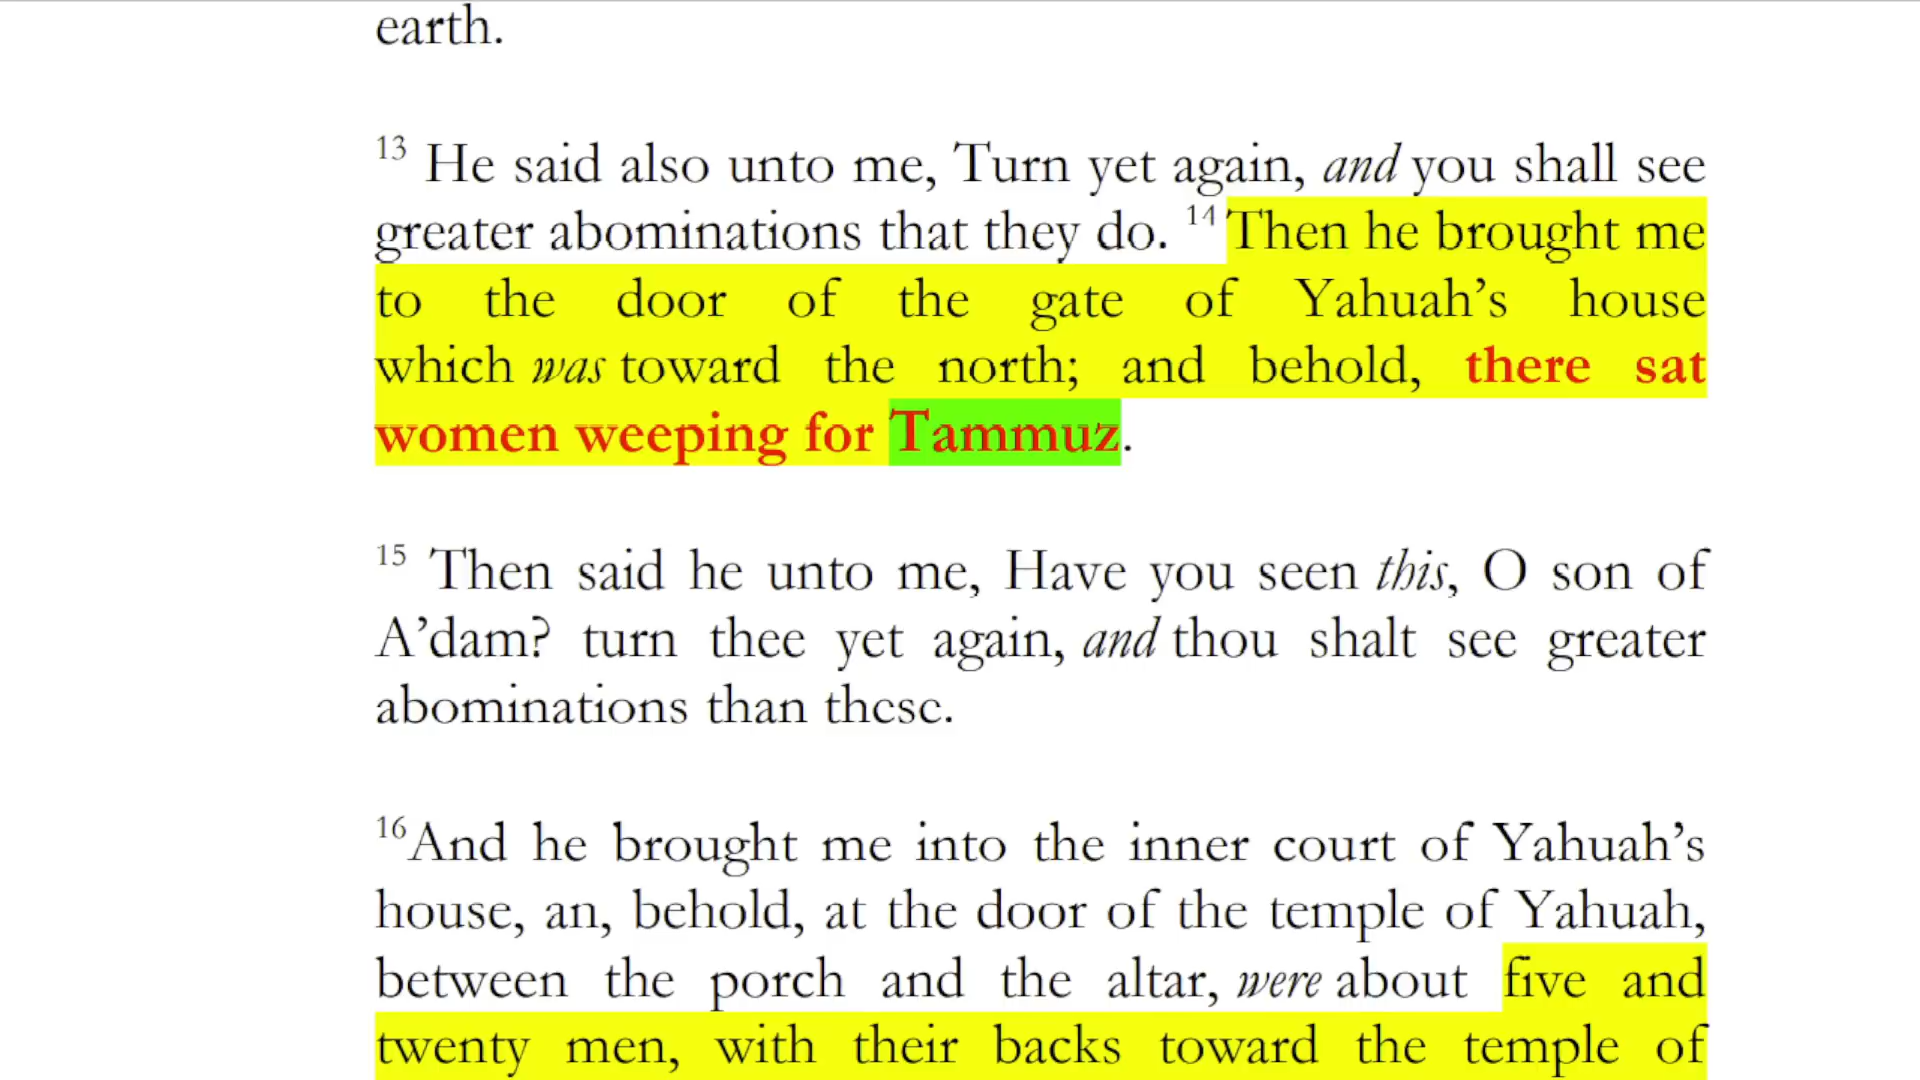 earth.
13 He said also unto me, Turn yet again, and you shall see
greater abominations that they do. 14 Then he brought me
to the door of the gate of Yahuah’s house
which was toward the north; and behold, there sat
women weeping for Tammuz.
15 Then said he unto me, Have you seen this, O son of
A’dam? turn thee yet again, and thou shalt see greater
abominations than these.
16 And he brought me into the inner court of Yahuah’s
house, an, behold, at the door of the temple of Yahuah,
between the porch and the altar, were about five and
twenty men, with their backs toward the temple of